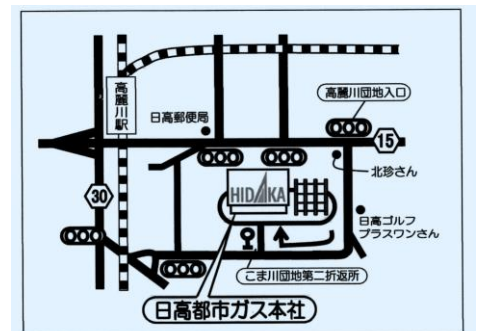 高麗川駅
日高郵便局
高麗川団地入口
15
北珍さん
30
HIDAKA
日高ゴルフ
プラスワンさん
こま川団地第二折返所
日高都市ガス本社